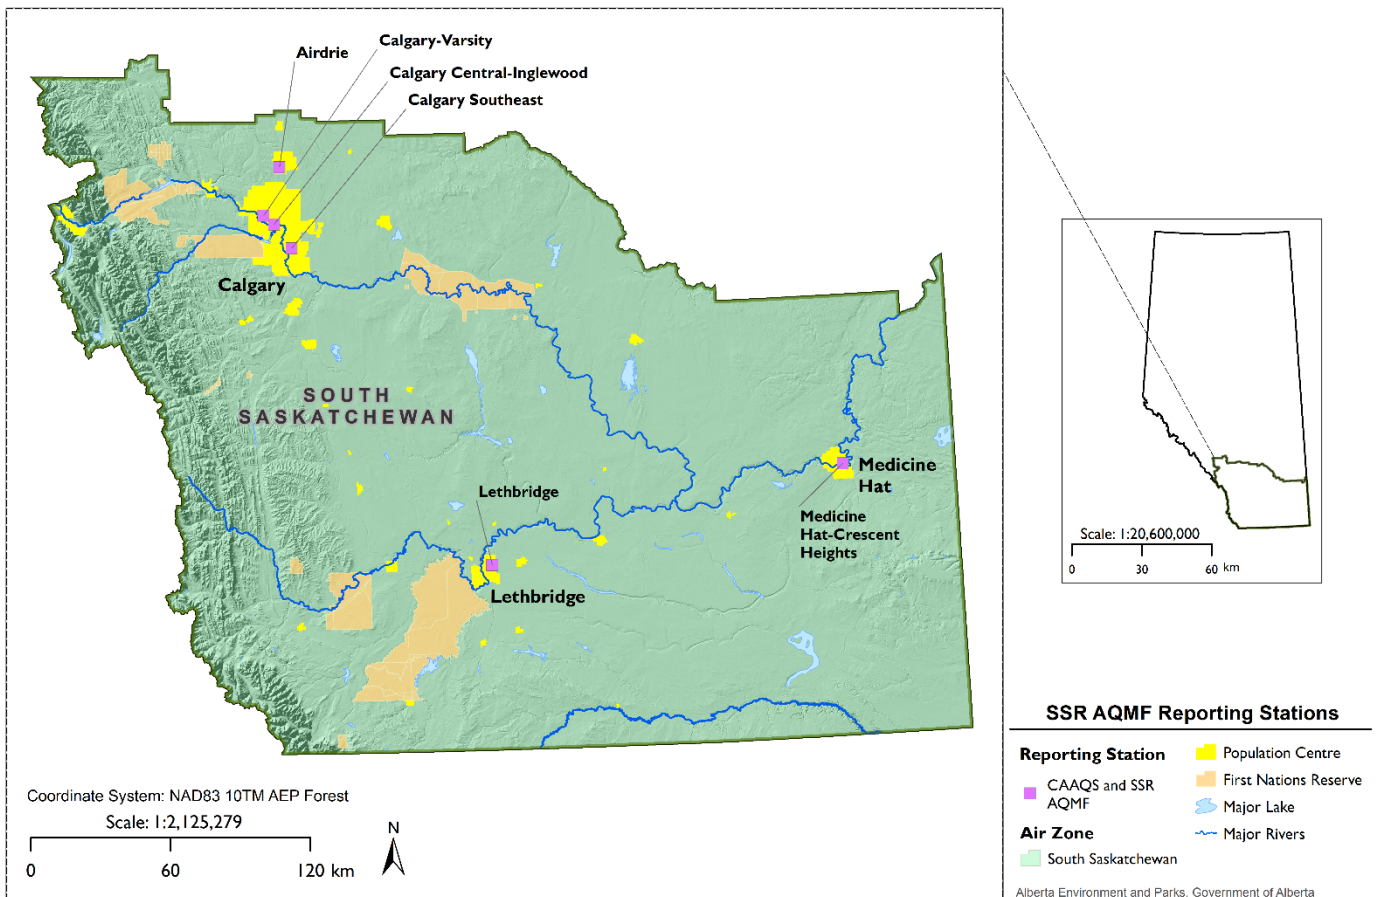 Calgary-Varsity
Airdrie
Calgary Central-Inglewood
Calgary Southeast
Calgary
SOUTH
SASKATCHEWAN
Lethbridge
Lethbridge
Medicine
Hat
Medicine
Hat-Crescent
Heights
Scale: 1:20,600,000
0 30 60 km
Coordinate System: NAD83 10TM AEP Forest
Scale: 1:2,125,279
0 60 120 km
N
SSR AQMF Reporting Stations
Reporting Station
CAAQS and SSR
AQMF
Air Zone
South Saskatchewan
Population Centre
First Nations Reserve
Major Lake
Major Rivers
Alberta Environment and Parks, Government of Alberta